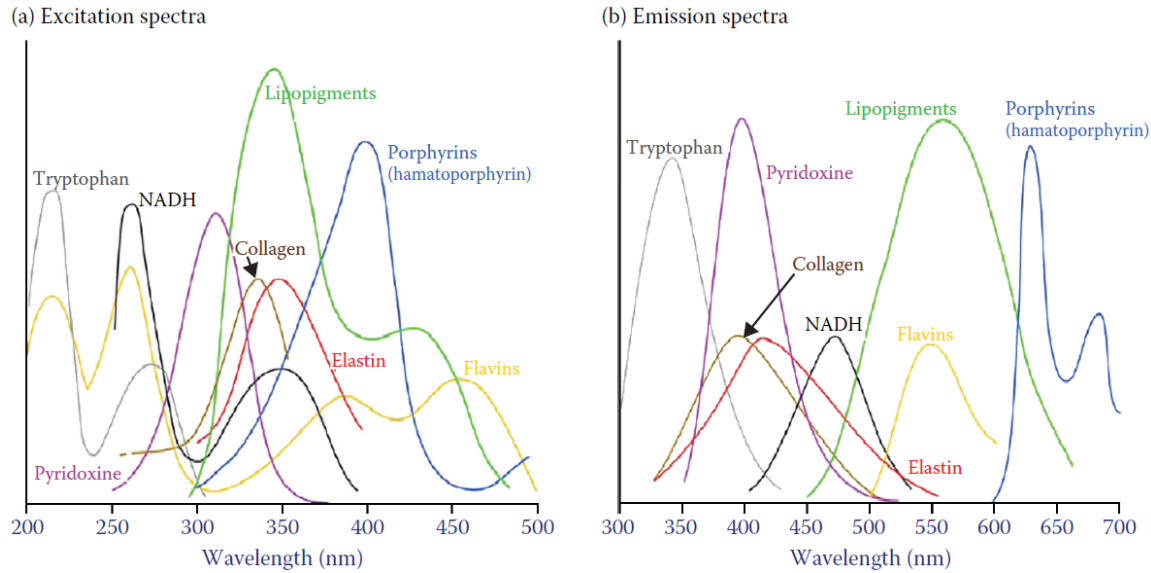 (a) Excitation spectra
Lipopigments
Porphyrins
(hamatoporphyrin)
Tryptophan
NADH
Collagen
Elastin
Flavins
Pyridoxine
200 250 300 350 400 450 500
Wavelength (nm)
(b) Emission spectra
Lipopigments
Porphyrins
(hamatoporphyrin)
Tryptophan
Pyridoxine
Collagen
NADH
Flavins
Elastin
300 350 400 450 500 550 600 650 700
Wavelength (nm)